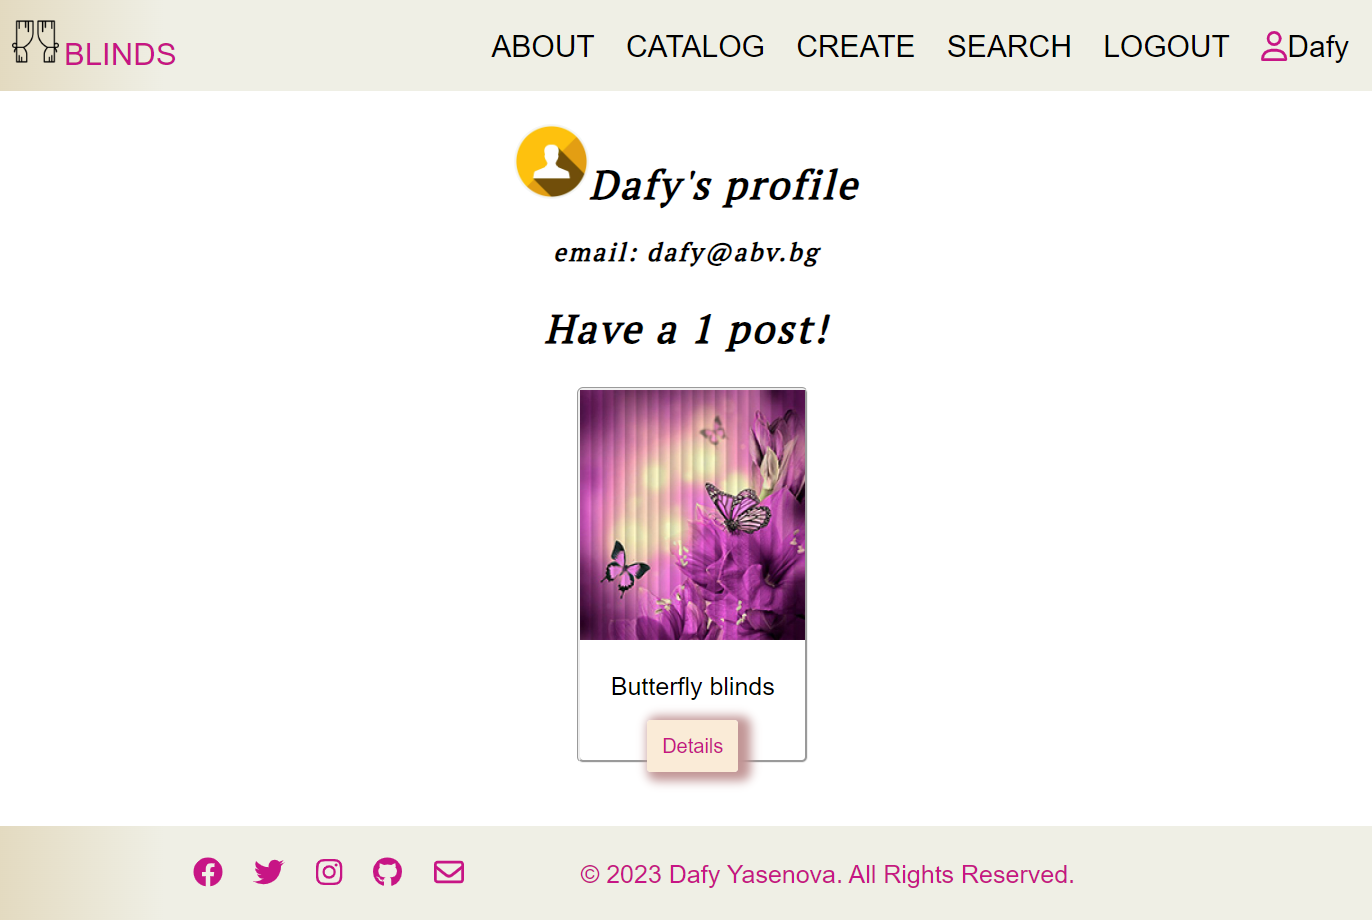 BLINDS
ABOUT CATALOG CREATE SEARCH LOGOUT Dafy
Dafy's profile
email: dafy@abv.bg
Have a 1 post!
Butterfly blinds
Details
© 2023 Dafy Yasenova. All Rights Reserved.